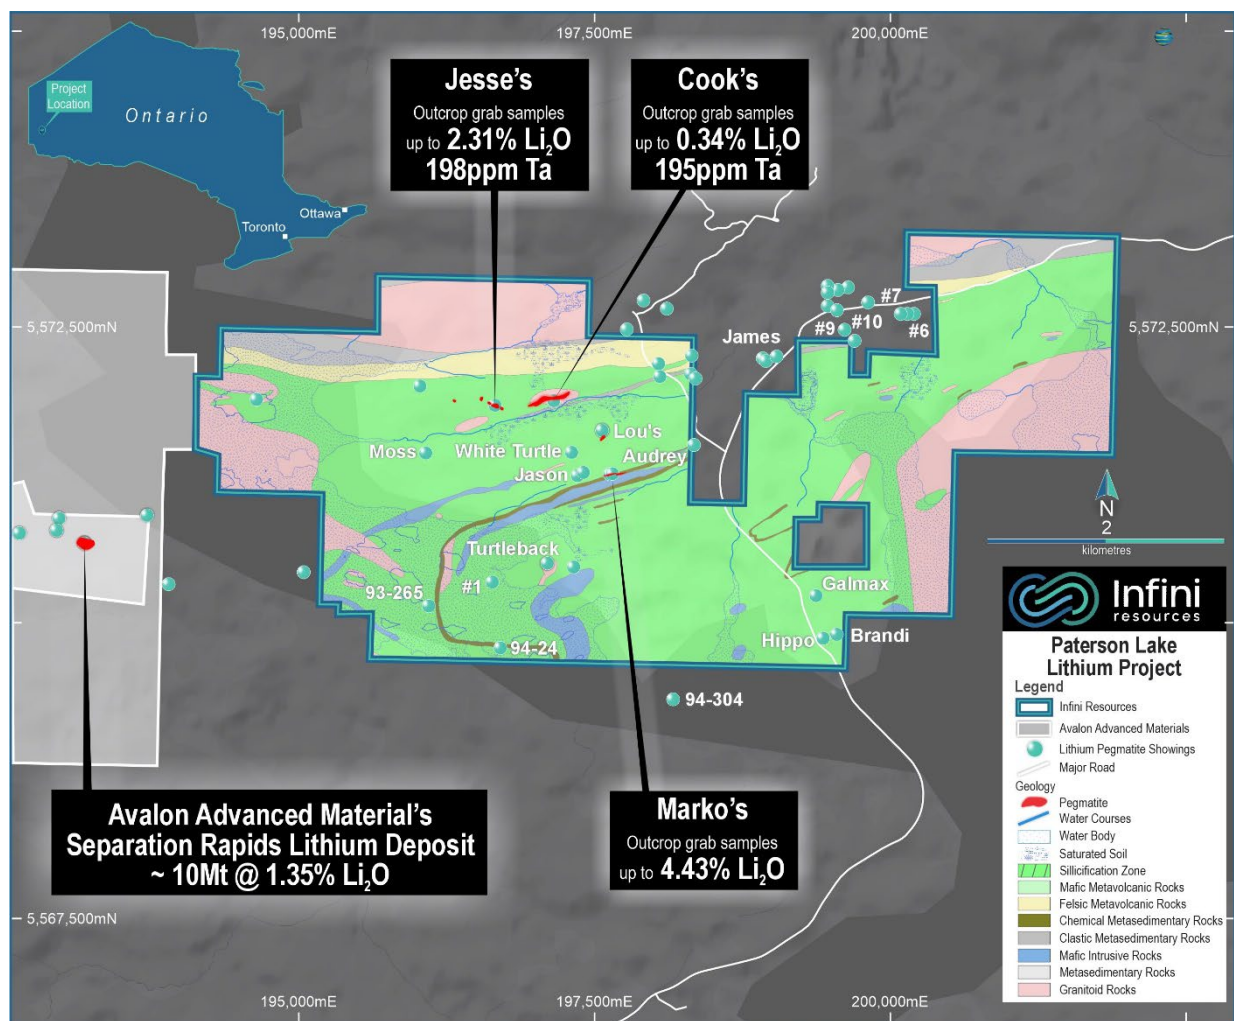 195,000mE
197,500mE
200,000mE
Project
Location
Ontario
Ottawa
Toronto
Jesse's
Outcrop grab samples
up to 2.31% Li₂O
198ppm Ta
Cook's
Outcrop grab samples
up to 0.34% Li₂O
195ppm Ta
5,572,500mN
5,572,500mN
#7
#10
#9
#6
James
Moss
White Turtle
Lou's
Audrey
Jason
Turtleback
93-265
#1
94-24
Galmax
Hippo
Brandi
94-304
N
2
kilometres
Avalon Advanced Material's
Separation Rapids Lithium Deposit
~ 10Mt @ 1.35% Li₂O
Marko's
Outcrop grab samples
up to 4.43% Li₂O
5,567,500mN
5,567,500mN
195,000mE
197,500mE
200,000mE
Infini
resources
Paterson Lake
Lithium Project
Legend
Infini Resources
Avalon Advanced Materials
Lithium Pegmatite Showings
Major Road
Geology
Pegmatite
Water Courses
Water Body
Saturated Soil
Sillicification Zone
Mafic Metavolcanic Rocks
Felsic Metavolcanic Rocks
Chemical Metasedimentary Rocks
Clastic Metasedimentary Rocks
Mafic Intrusive Rocks
Metasedimentary Rocks
Granitoid Rocks